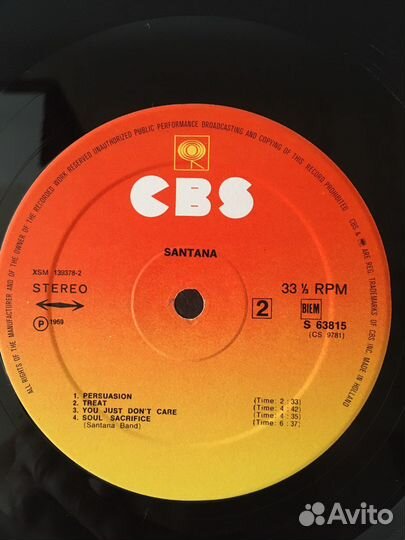 ALL RIGHTS OF THE MANUFACTURER AND OF THE OWNER OF THE RECORDED WORK RESERVED UNAUTHORIZED PUBLIC PERFORMANCE BROADCASTING AND COPYING OF THIS RECORD PROHIBITED
CBS & ARE REG. TRADEMARKS OF CBS INC. MADE IN HOLLAND
CBS
SANTANA
XSM 139378-2
STEREO
33 ⅓ RPM
2
BIEM
Ⓟ 1969
S 63815
(CS 9781)
1. PERSUASION (Time: 2 : 33)
2. TREAT (Time: 4 : 42)
3. YOU JUST DON'T CARE (Time: 4 : 35)
4. SOUL SACRIFICE (Time: 6 : 37)
(Santana Band)
Avito